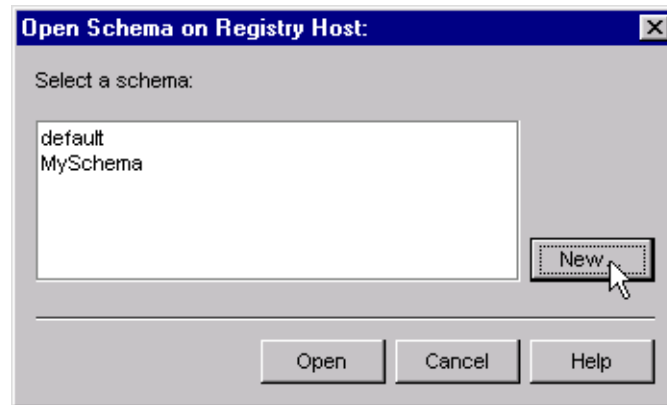 Open Schema on Registry Host:
Select a schema:
default
MySchema
New...
Open Cancel Help